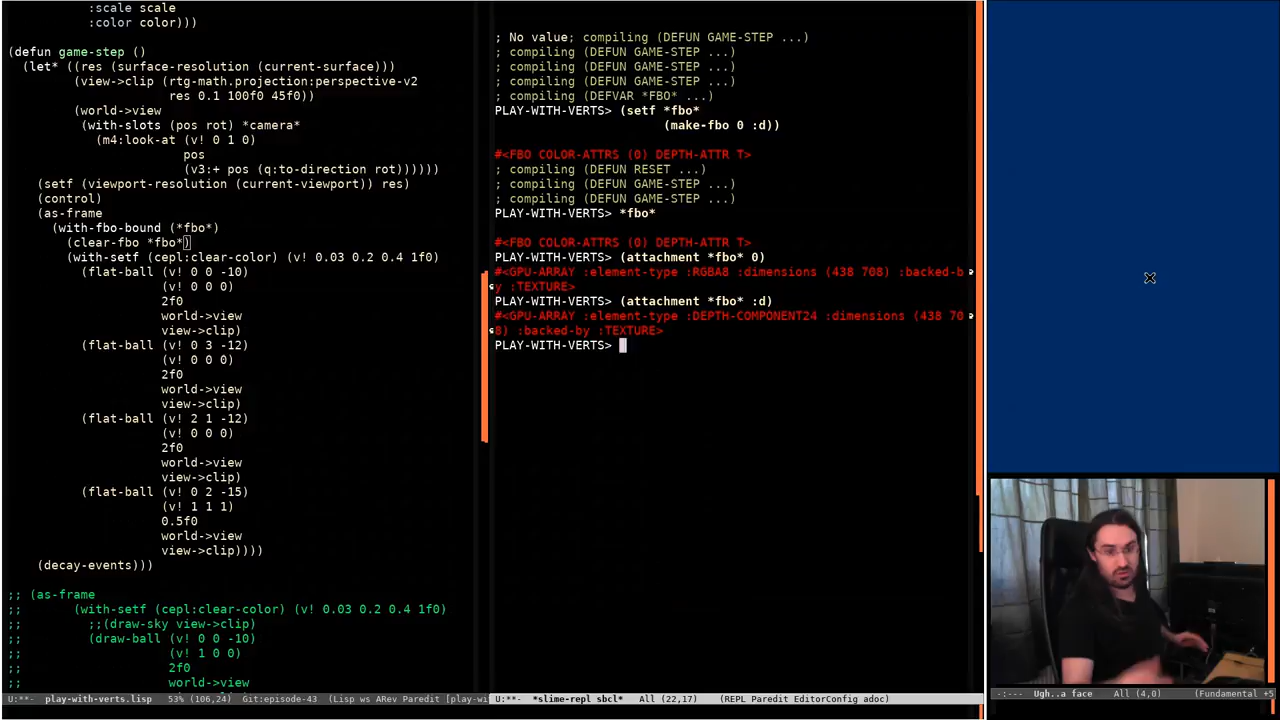 :scale scale
:color color)))
(defun game-step ()
(let* ((res (surface-resolution (current-surface)))
(view->clip (rtg-math.projection:perspective-v2
res 0.1 100f0 45f0))
(world->view
(with-slots (pos rot) *camera*
(m4:look-at (v! 0 1 0)
pos
(v3:+ pos (q:to-direction rot))))))
(setf (viewport-resolution (current-viewport)) res)
(control)
(as-frame
(with-fbo-bound (*fbo*)
(clear-fbo *fbo*)
(with-setf (cepl:clear-color) (v! 0.03 0.2 0.4 1f0)
(flat-ball (v! 0 0 -10)
(v! 0 0 0)
2f0
world->view
view->clip)
(flat-ball (v! 0 3 -12)
(v! 0 0 0)
2f0
world->view
view->clip)
(flat-ball (v! 2 1 -12)
(v! 0 0 0)
2f0
world->view
view->clip)
(flat-ball (v! 0 2 -15)
(v! 1 1 1)
0.5f0
world->view
view->clip))))
(decay-events)))
;; (as-frame
;; (with-setf (cepl:clear-color) (v! 0.03 0.2 0.4 1f0)
;; ;;(draw-sky view->clip)
;; (draw-ball (v! 0 0 -10)
;; (v! 1 0 0)
;; 2f0
;; world->view
U:**- play-with-verts.lisp 53% (106,24) Git:episode-43 (Lisp ws ARev Paredit [play-wi
; No value; compiling (DEFUN GAME-STEP ...)
; compiling (DEFUN GAME-STEP ...)
; compiling (DEFUN GAME-STEP ...)
; compiling (DEFUN GAME-STEP ...)
; compiling (DEFVAR *FBO* ...)
PLAY-WITH-VERTS> (setf *fbo*
(make-fbo 0 :d))
#<FBO COLOR-ATTRS (0) DEPTH-ATTR T>
; compiling (DEFUN RESET ...)
; compiling (DEFUN GAME-STEP ...)
; compiling (DEFUN GAME-STEP ...)
PLAY-WITH-VERTS> *fbo*
#<FBO COLOR-ATTRS (0) DEPTH-ATTR T>
PLAY-WITH-VERTS> (attachment *fbo* 0)
#<GPU-ARRAY :element-type :RGBA8 :dimensions (438 708) :backed-b
y :TEXTURE>
PLAY-WITH-VERTS> (attachment *fbo* :d)
#<GPU-ARRAY :element-type :DEPTH-COMPONENT24 :dimensions (438 70
8) :backed-by :TEXTURE>
PLAY-WITH-VERTS>
U:**- *slime-repl sbcl* All (22,17) (REPL Paredit EditorConfig adoc)
-:--- Ugh..a face All (4,0) (Fundamental +5